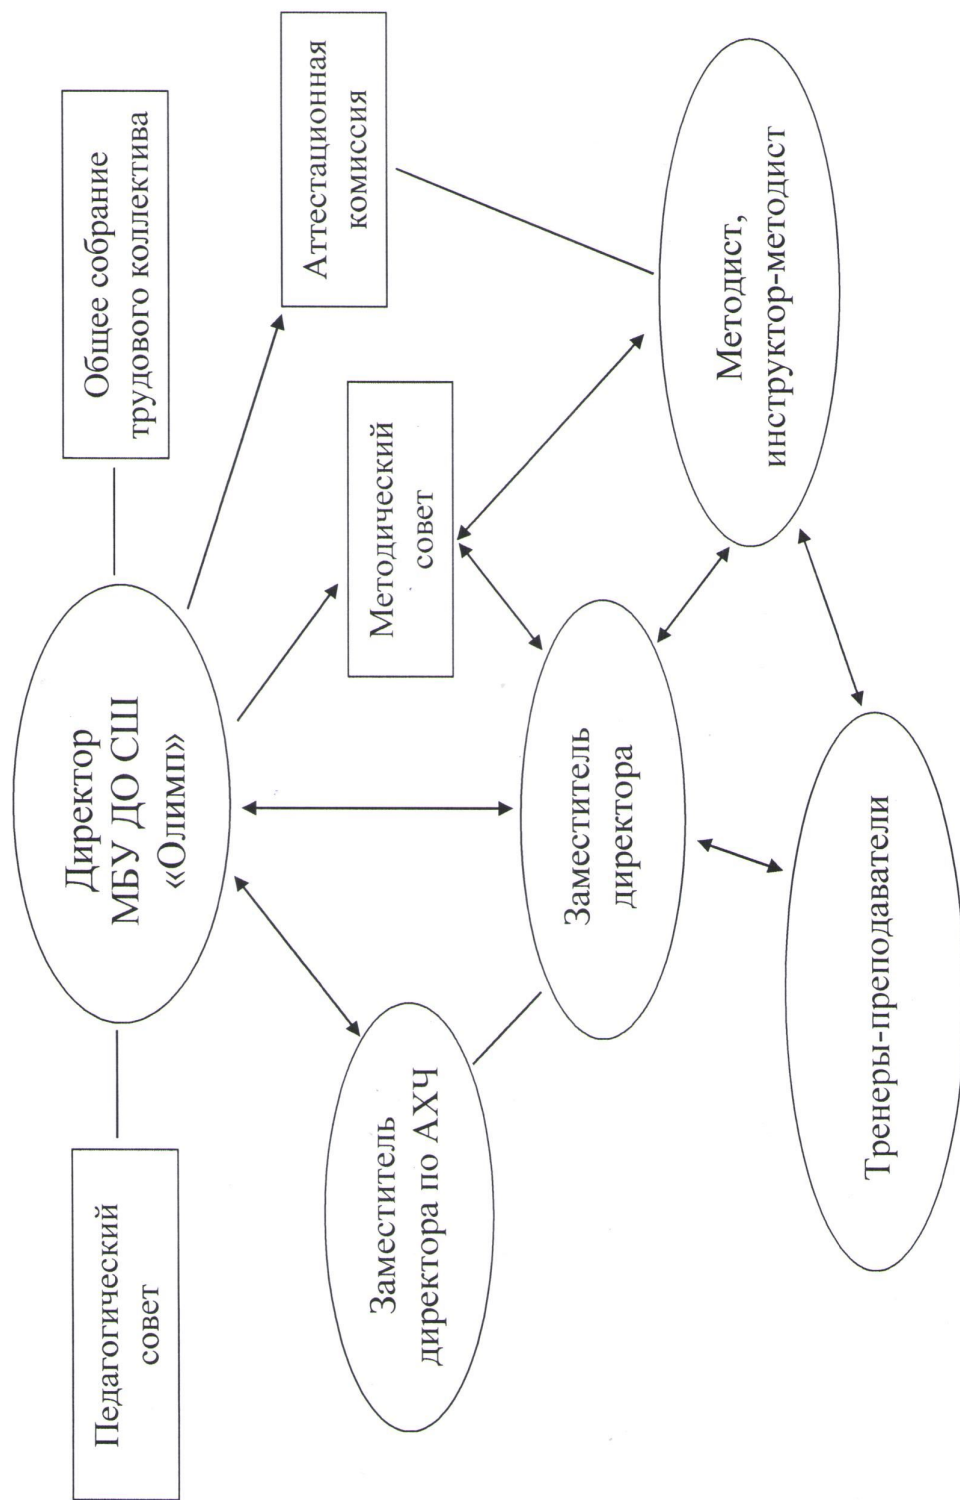 Педагогический
совет
Директор
МБУ ДО СШ
«Олимп»
Общее собрание
трудового коллектива
Аттестационная
комиссия
Методический
совет
Заместитель
директора по АХЧ
Заместитель
директора
Методист,
инструктор-методист
Тренеры-преподаватели